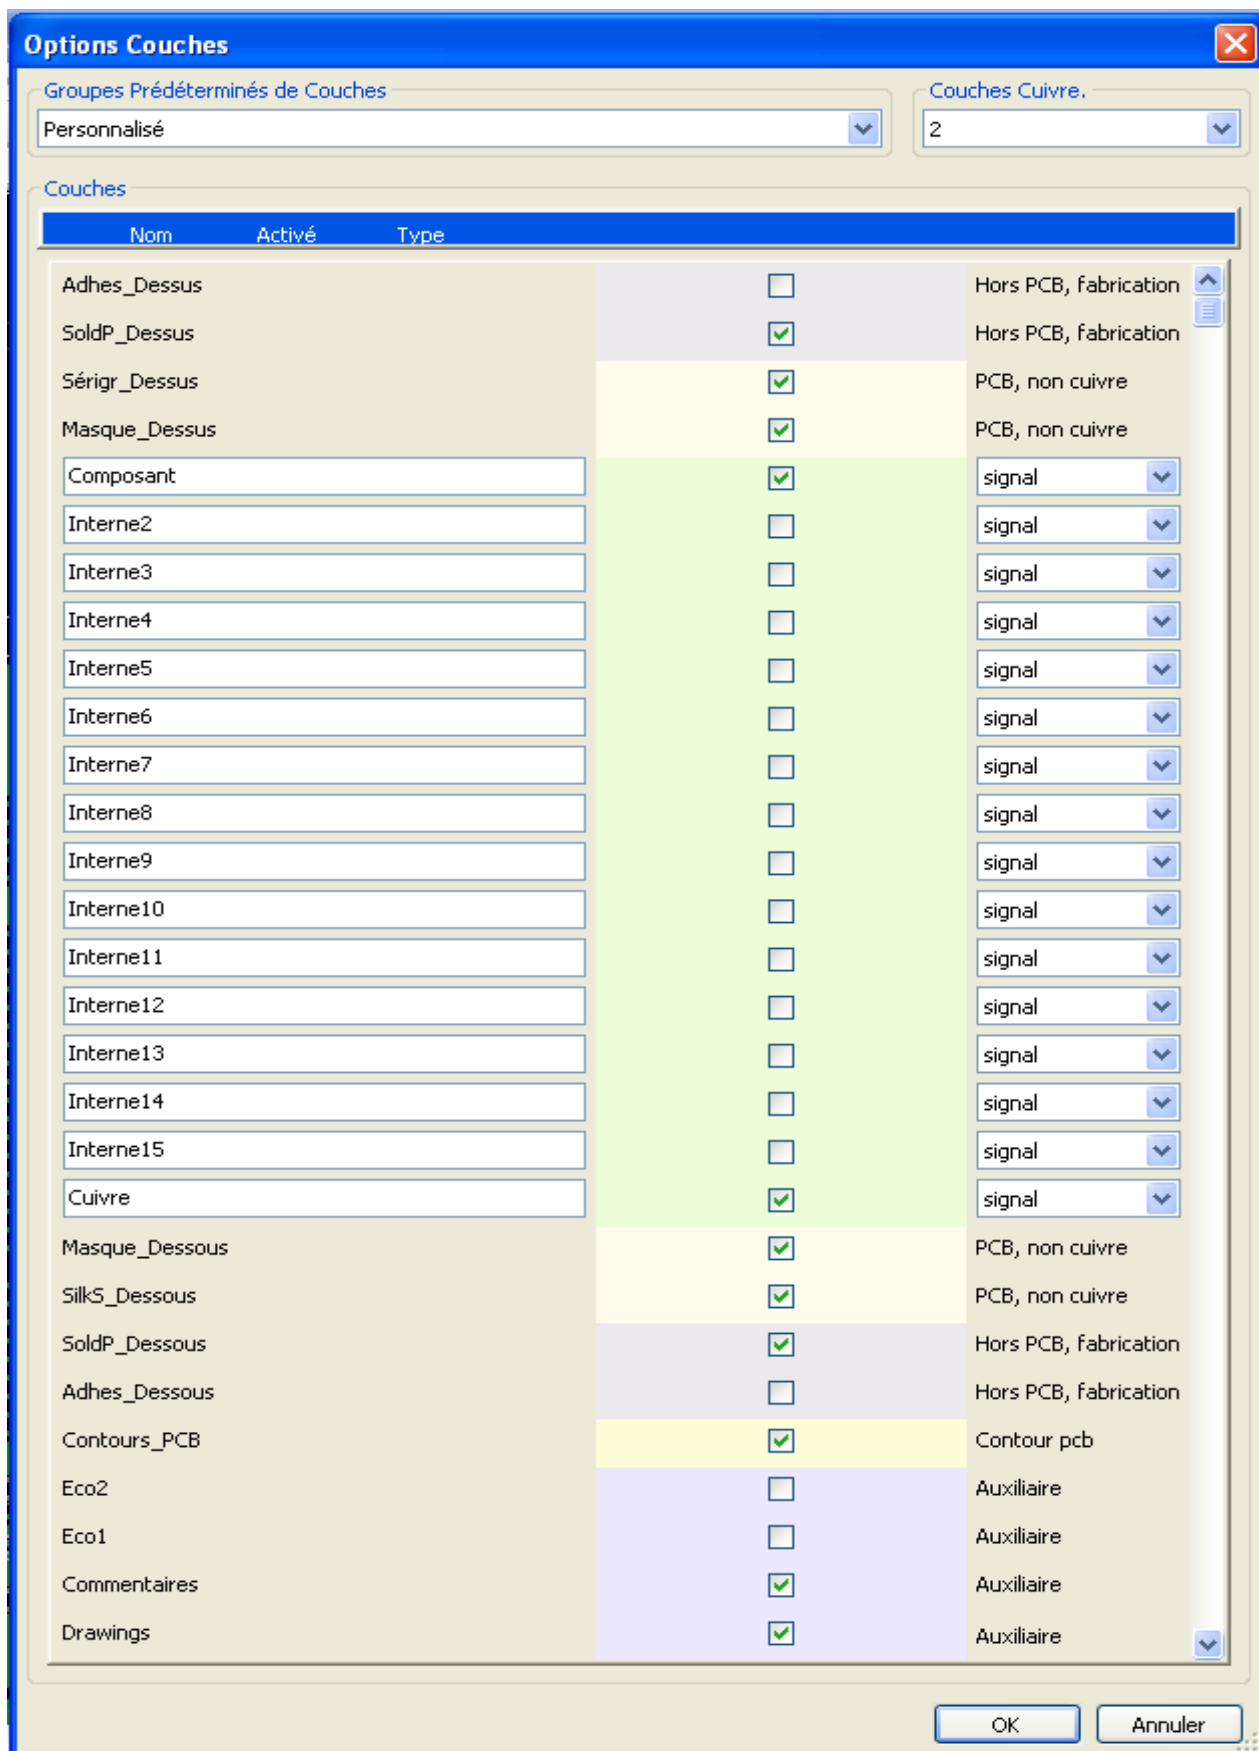 Options Couches
Groupes Prédéterminés de Couches Couches Cuivre.
Personnalisé 2
Couches
Nom Activé Type
Adhes_Dessus Hors PCB, fabrication
SoldP_Dessus Hors PCB, fabrication
Sérigr_Dessus PCB, non cuivre
Masque_Dessus PCB, non cuivre
Composant signal
Interne2 signal
Interne3 signal
Interne4 signal
Interne5 signal
Interne6 signal
Interne7 signal
Interne8 signal
Interne9 signal
Interne10 signal
Interne11 signal
Interne12 signal
Interne13 signal
Interne14 signal
Interne15 signal
Cuivre signal
Masque_Dessous PCB, non cuivre
SilkS_Dessous PCB, non cuivre
SoldP_Dessous Hors PCB, fabrication
Adhes_Dessous Hors PCB, fabrication
Contours_PCB Contour pcb
Eco2 Auxiliaire
Eco1 Auxiliaire
Commentaires Auxiliaire
Drawings Auxiliaire
OK Annuler